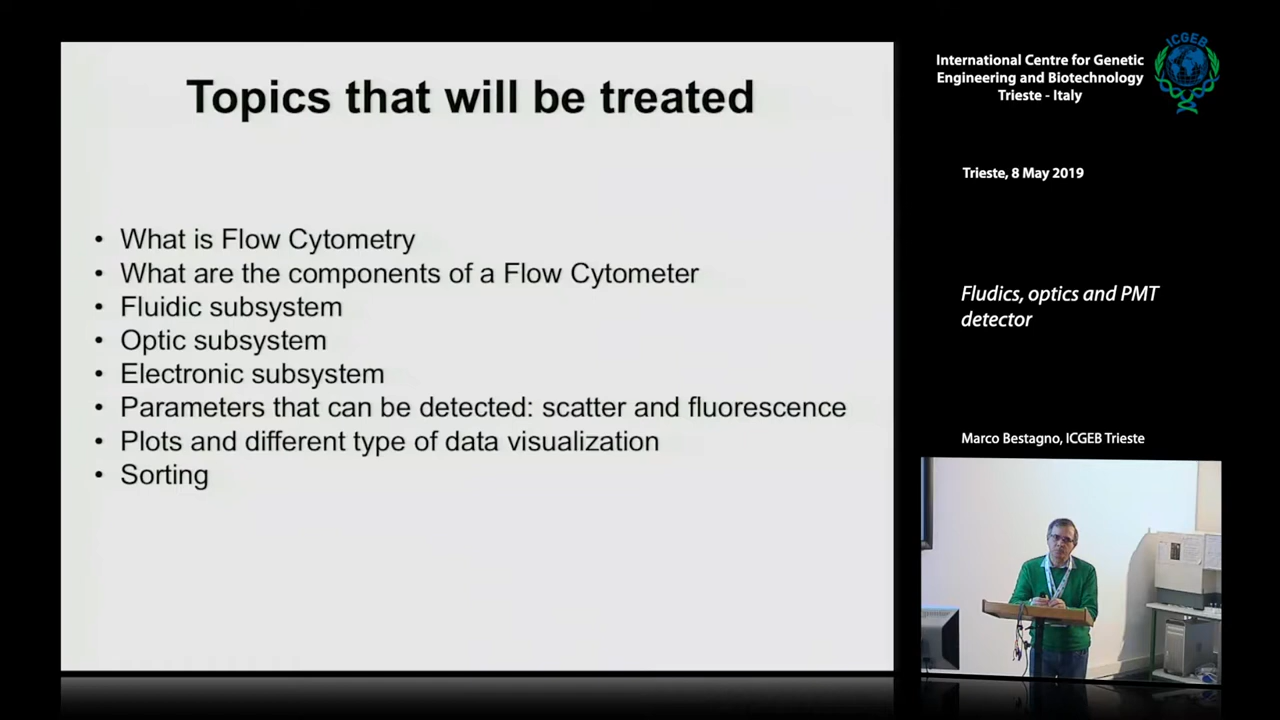 Topics that will be treated
• What is Flow Cytometry
• What are the components of a Flow Cytometer
• Fluidic subsystem
• Optic subsystem
• Electronic subsystem
• Parameters that can be detected: scatter and fluorescence
• Plots and different type of data visualization
• Sorting
International Centre for Genetic
Engineering and Biotechnology
Trieste - Italy
ICGEB
Trieste, 8 May 2019
Fludics, optics and PMT
detector
Marco Bestagno, ICGEB Trieste